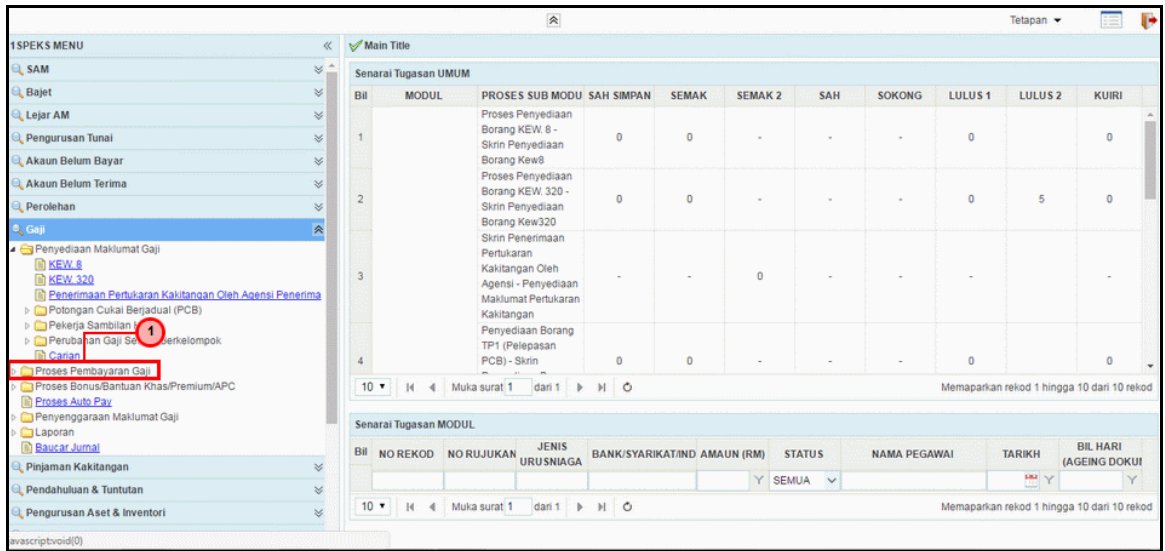 Tetapan
1SPEKS MENU
SAM
Bajet
Lejar AM
Pengurusan Tunai
Akaun Belum Bayar
Akaun Belum Terima
Perolehan
Gaji
Penyediaan Maklumat Gaji
KEW. 8
KEW. 320
Penerimaan Pertukaran Kakitangan Oleh Agensi Penerima
Potongan Cukai Berjadual (PCB)
Pekerja Sambilan
1
Perubahan Gaji Berkelompok
Carian
Proses Pembayaran Gaji
Proses Bonus/Bantuan Khas/Premium/APC
Proses Auto Pay
Penyenggaraan Maklumat Gaji
Laporan
Baucar Jurnal
Pinjaman Kakitangan
Pendahuluan & Tuntutan
Pengurusan Aset & Inventori
avascript:void(0)
Main Title
Senarai Tugasan UMUM
Bil MODUL PROSES SUB MODU SAH SIMPAN SEMAK SEMAK 2 SAH SOKONG LULUS 1 LULUS 2 KUIRI
Proses Penyediaan
Borang KEW. 8 -
1 Skrin Penyediaan 0 0 - - - 0 0
Borang Kew8
Proses Penyediaan
Borang KEW. 320 -
2 Skrin Penyediaan 0 0 - - - 0 5 0
Borang Kew320
Skrin Penerimaan
Pertukaran
Kakitangan Oleh
3 Agensi - Penyediaan - - 0 - - - -
Maklumat Pertukaran
Kakitangan
Penyediaan Borang
TP1 (Pelepasan
4 PCB) - Skrin 0 0 - - - 0 0
10 Muka surat 1 dari 1 Memaparkan rekod 1 hingga 10 dari 10 rekod
Senarai Tugasan MODUL
Bil NO REKOD NO RUJUKAN JENIS URUSNIAGA BANK/SYARIKAT/IND AMAUN (RM) STATUS NAMA PEGAWAI TARIKH BIL HARI (AGEING DOKUI
SEMUA
10 Muka surat 1 dari 1 Memaparkan rekod 1 hingga 10 dari 10 rekod